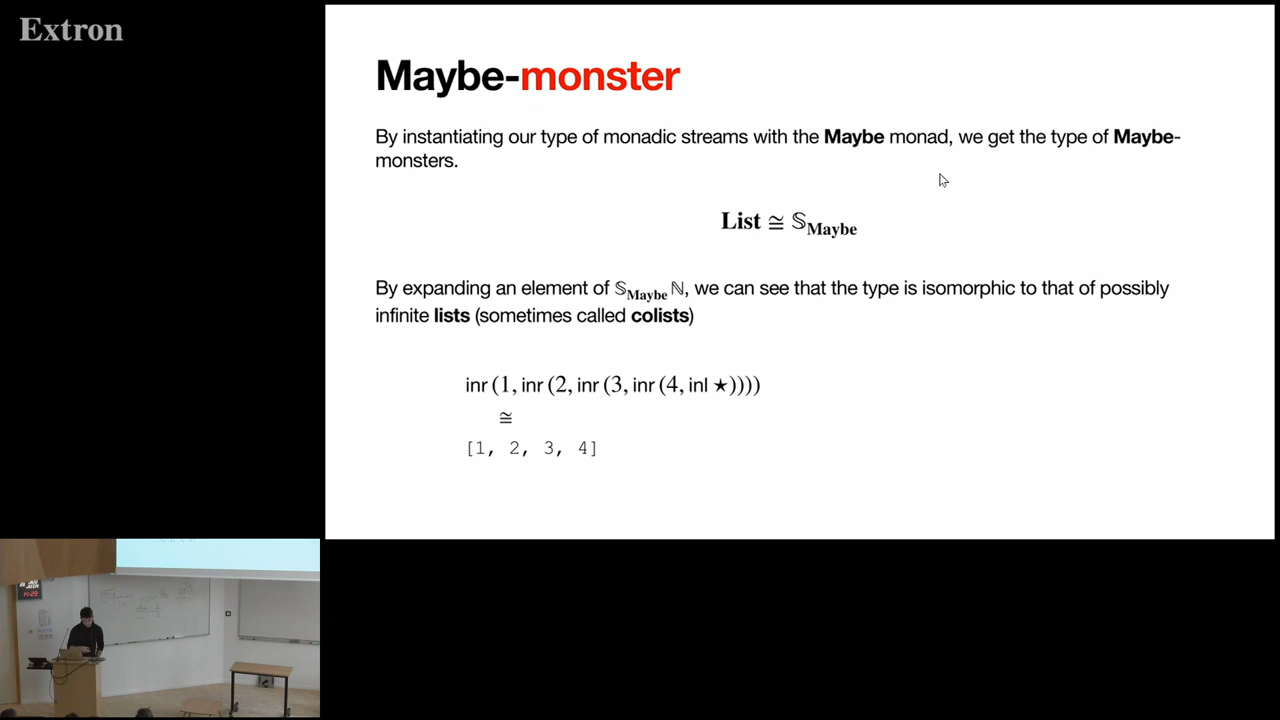 Extron
Maybe-monster
By instantiating our type of monadic streams with the Maybe monad, we get the type of Maybe-
monsters.
List ≅ 𝕊Maybe
By expanding an element of 𝕊Maybe ℕ, we can see that the type is isomorphic to that of possibly
infinite lists (sometimes called colists)
inr (1, inr (2, inr (3, inr (4, inl ★))))
≅
[1, 2, 3, 4]